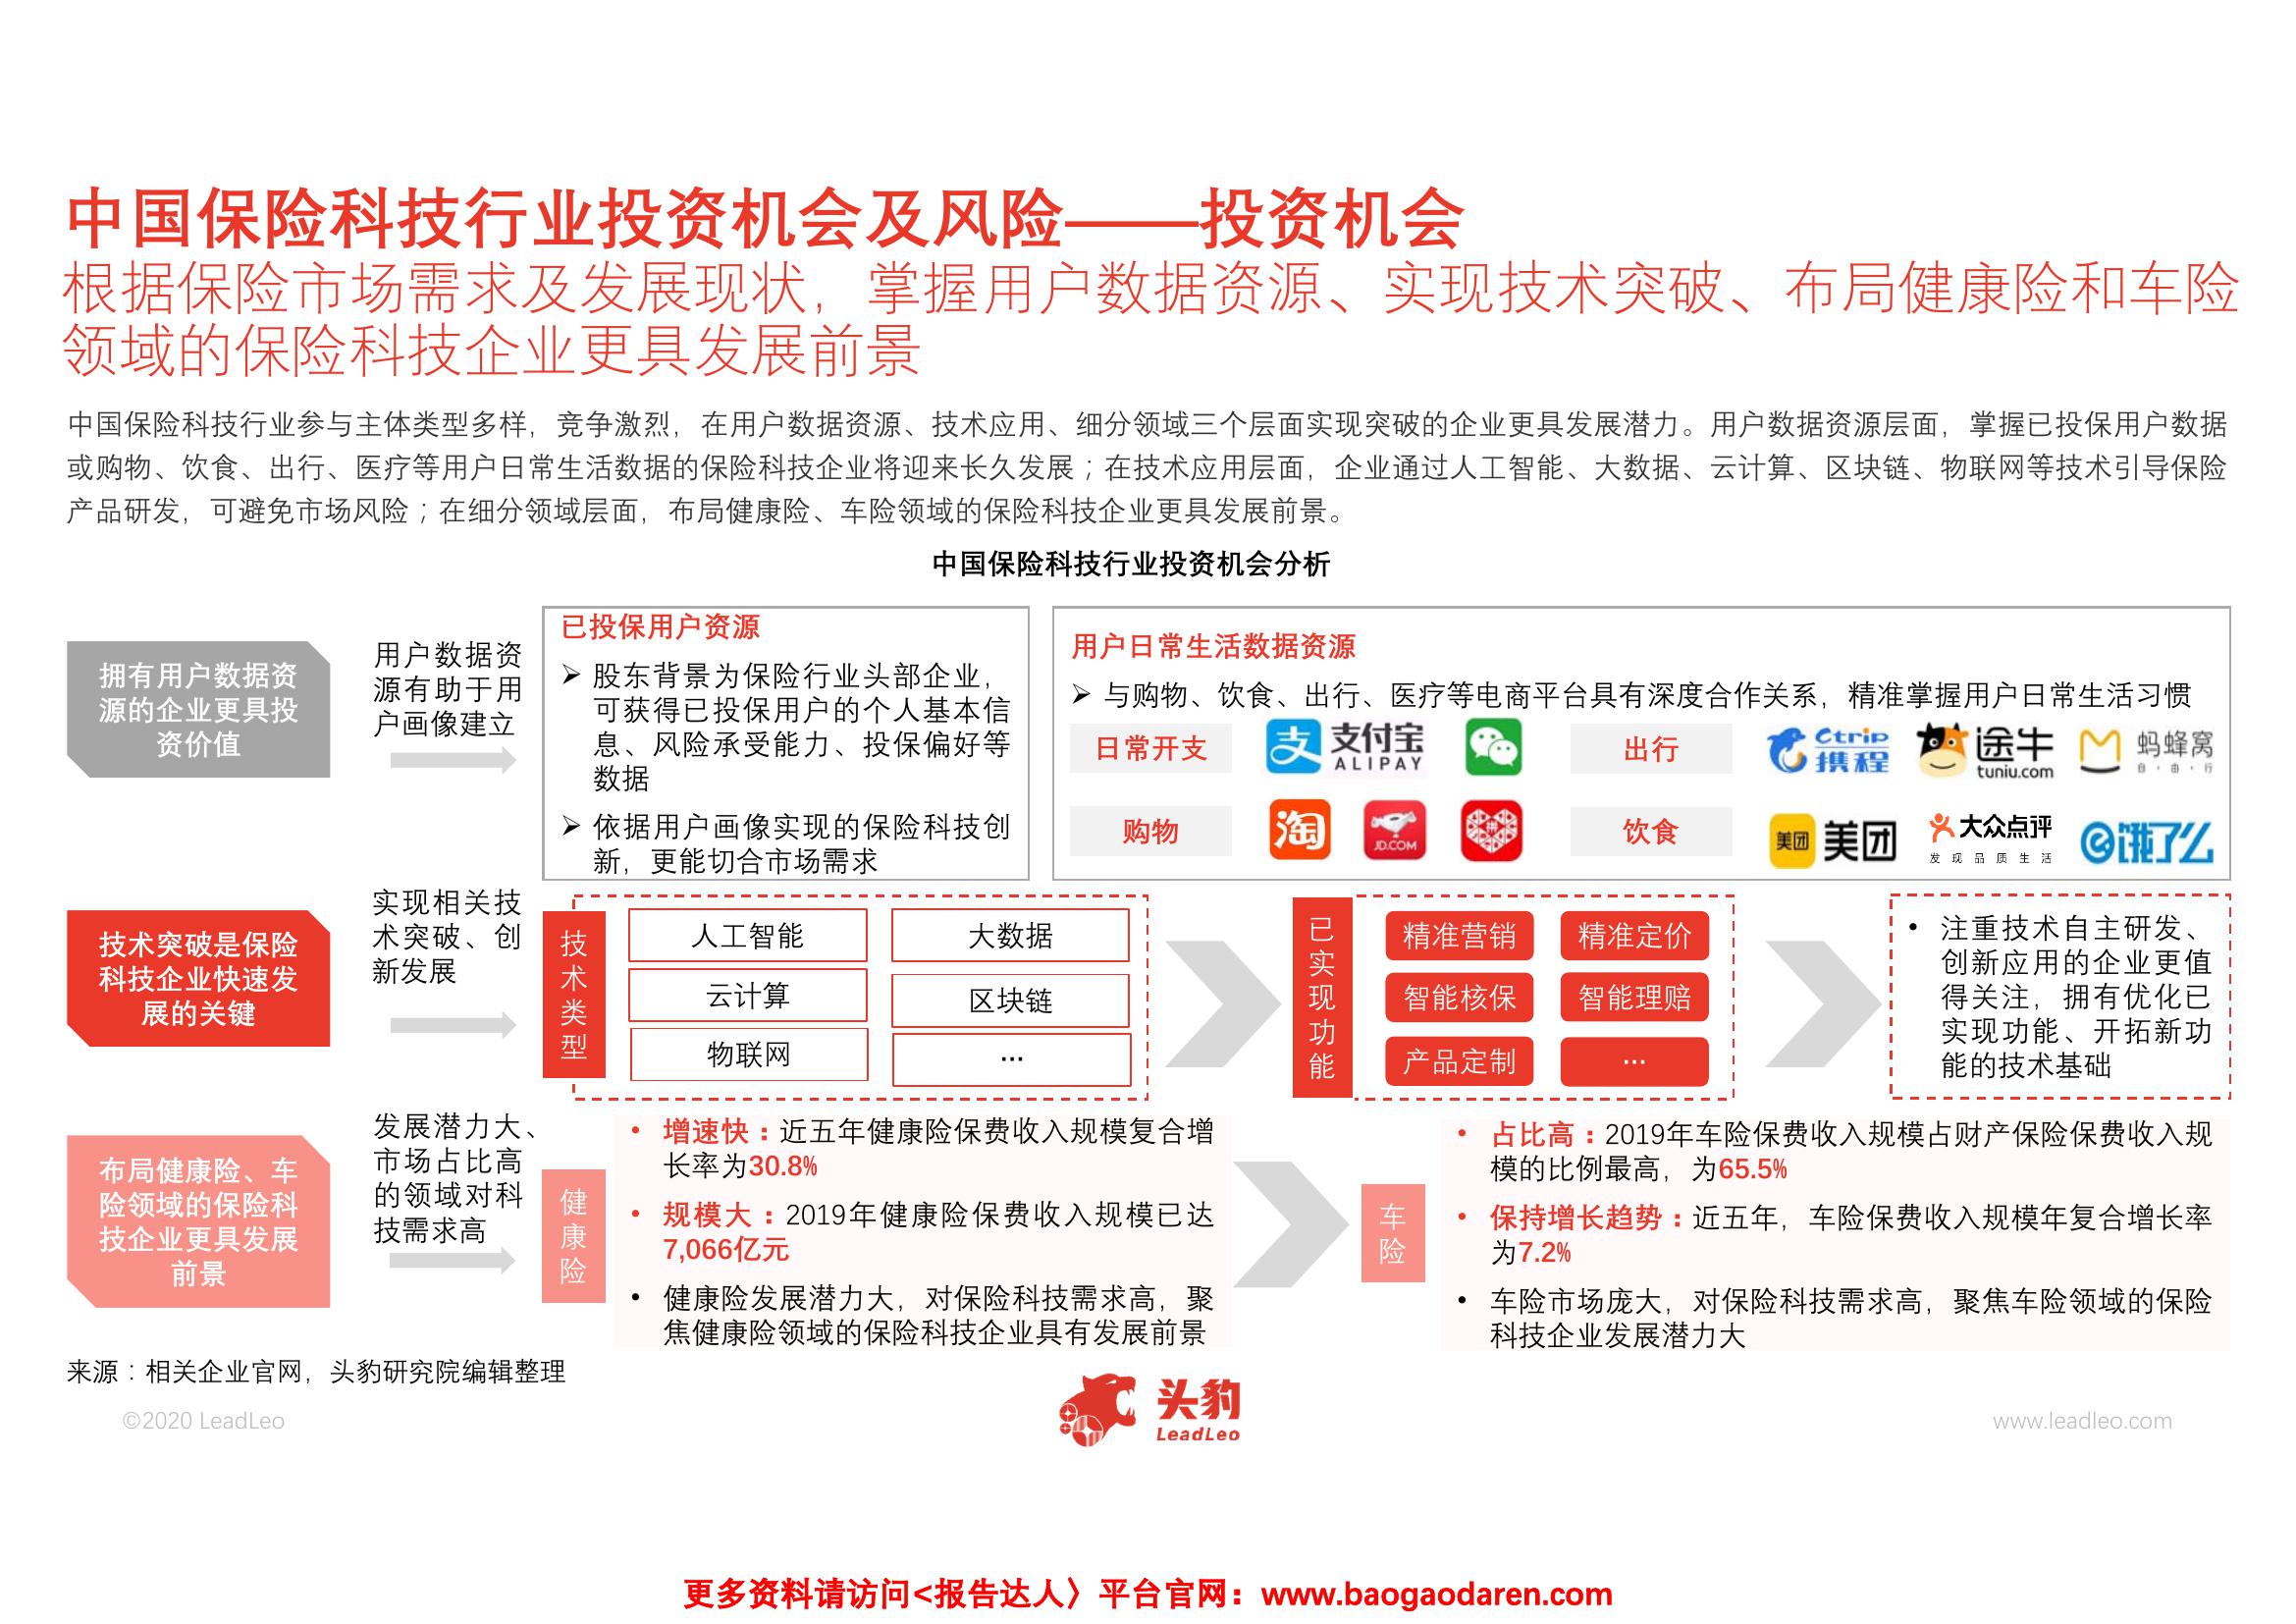 中国保险科技行业投资机会及风险——投资机会
根据保险市场需求及发展现状，掌握用户数据资源、实现技术突破、布局健康险和车险
领域的保险科技企业更具发展前景
中国保险科技行业参与主体类型多样，竞争激烈，在用户数据资源、技术应用、细分领域三个层面实现突破的企业更具发展潜力。用户数据资源层面，掌握已投保用户数据
或购物、饮食、出行、医疗等用户日常生活数据的保险科技企业将迎来长久发展；在技术应用层面，企业通过人工智能、大数据、云计算、区块链、物联网等技术引导保险
产品研发，可避免市场风险；在细分领域层面，布局健康险、车险领域的保险科技企业更具发展前景。
中国保险科技行业投资机会分析
拥有用户数据资
源的企业更具投
资价值
用户数据资
源有助于用
户画像建立
已投保用户资源
➢ 股东背景为保险行业头部企业，
可获得已投保用户的个人基本信
息、风险承受能力、投保偏好等
数据
➢ 依据用户画像实现的保险科技创
新，更能切合市场需求
用户日常生活数据资源
➢ 与购物、饮食、出行、医疗等电商平台具有深度合作关系，精准掌握用户日常生活习惯
日常开支
支 支付宝
ALIPAY
出行
Ctrip
携程
途牛
tuniu.com
蚂蜂窝
自·由·行
购物
淘
JD.COM
拼
饮食
美团 美团
大众点评
发现品质生活
饿了么
技术突破是保险
科技企业快速发
展的关键
实现相关技
术突破、创
新发展
技术类型
人工智能
大数据
云计算
区块链
物联网
...
已实现功能
精准营销
精准定价
智能核保
智能理赔
产品定制
...
• 注重技术自主研发、
创新应用的企业更值
得关注，拥有优化已
实现功能、开拓新功
能的技术基础
布局健康险、车
险领域的保险科
技企业更具发展
前景
发展潜力大、
市场占比高
的领域对科
技需求高
健康险
• 增速快：近五年健康险保费收入规模复合增
长率为30.8%
• 规模大：2019年健康险保费收入规模已达
7,066亿元
• 健康险发展潜力大，对保险科技需求高，聚
焦健康险领域的保险科技企业具有发展前景
车险
• 占比高：2019年车险保费收入规模占财产保险保费收入规
模的比例最高，为65.5%
• 保持增长趋势：近五年，车险保费收入规模年复合增长率
为7.2%
• 车险市场庞大，对保险科技需求高，聚焦车险领域的保险
科技企业发展潜力大
来源：相关企业官网，头豹研究院编辑整理
©2020 LeadLeo
头豹
LeadLeo
www.leadleo.com
更多资料请访问<报告达人〉平台官网：www.baogaodaren.com